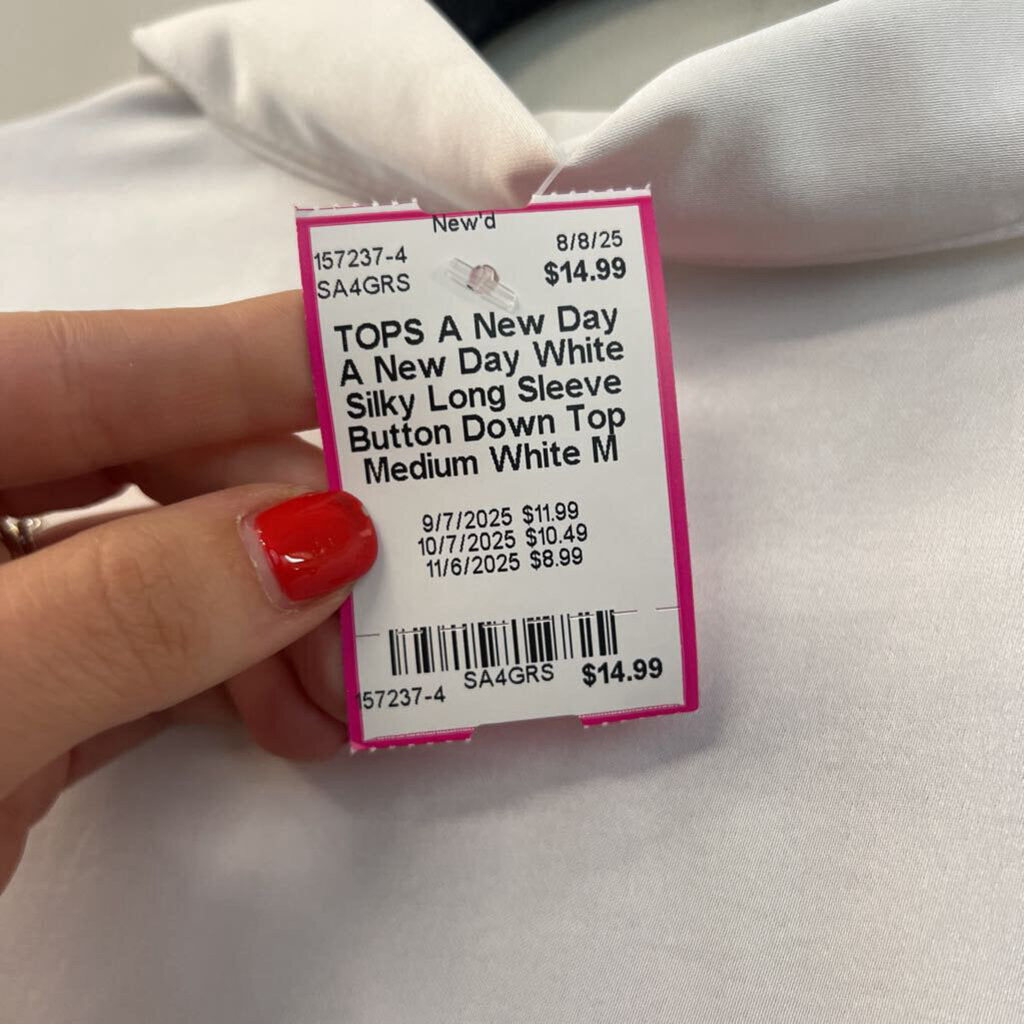 New'd
157237-4 8/8/25
SA4GRS $14.99
TOPS A New Day
A New Day White
Silky Long Sleeve
Button Down Top
Medium White M
9/7/2025 $11.99
10/7/2025 $10.49
11/6/2025 $8.99
157237-4 SA4GRS $14.99